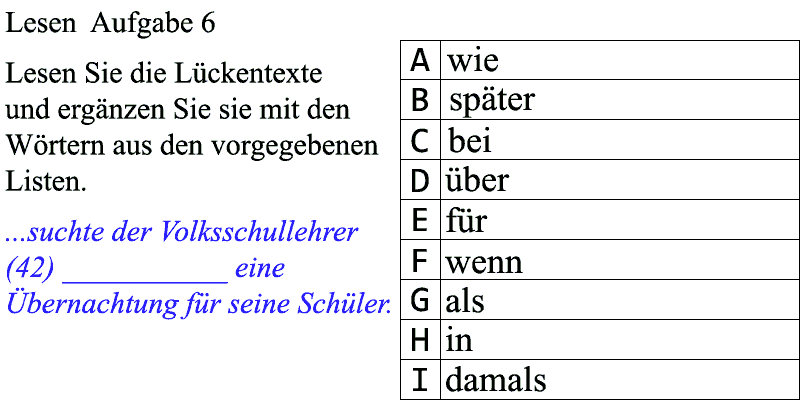 Lesen  Aufgabe 6
Lesen Sie die Lückentexte
und ergänzen Sie sie mit den
Wörtern aus den vorgegebenen
Listen.
...suchte der Volksschullehrer
(42) ___________ eine
Übernachtung für seine Schüler.
A wie
B später
C bei
D über
E für
F wenn
G als
H in
I damals